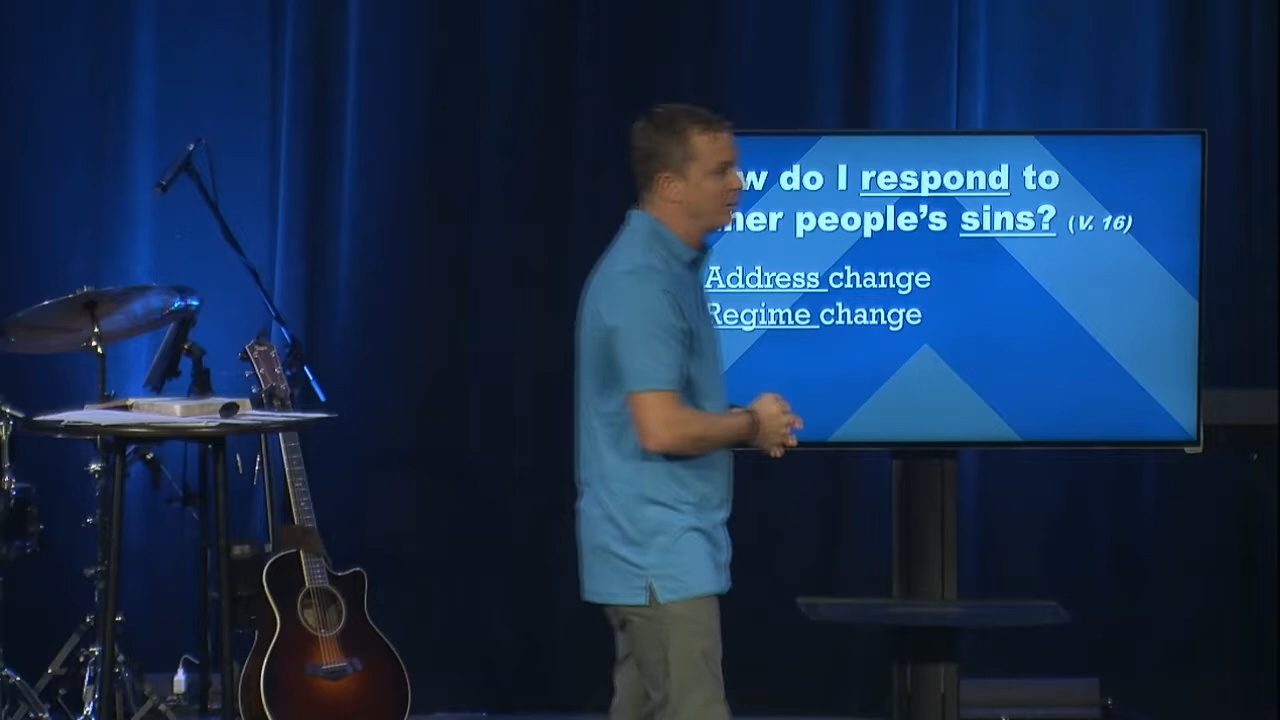 w do I respond to
her people's sins? (V. 16)
Address change
Regime change